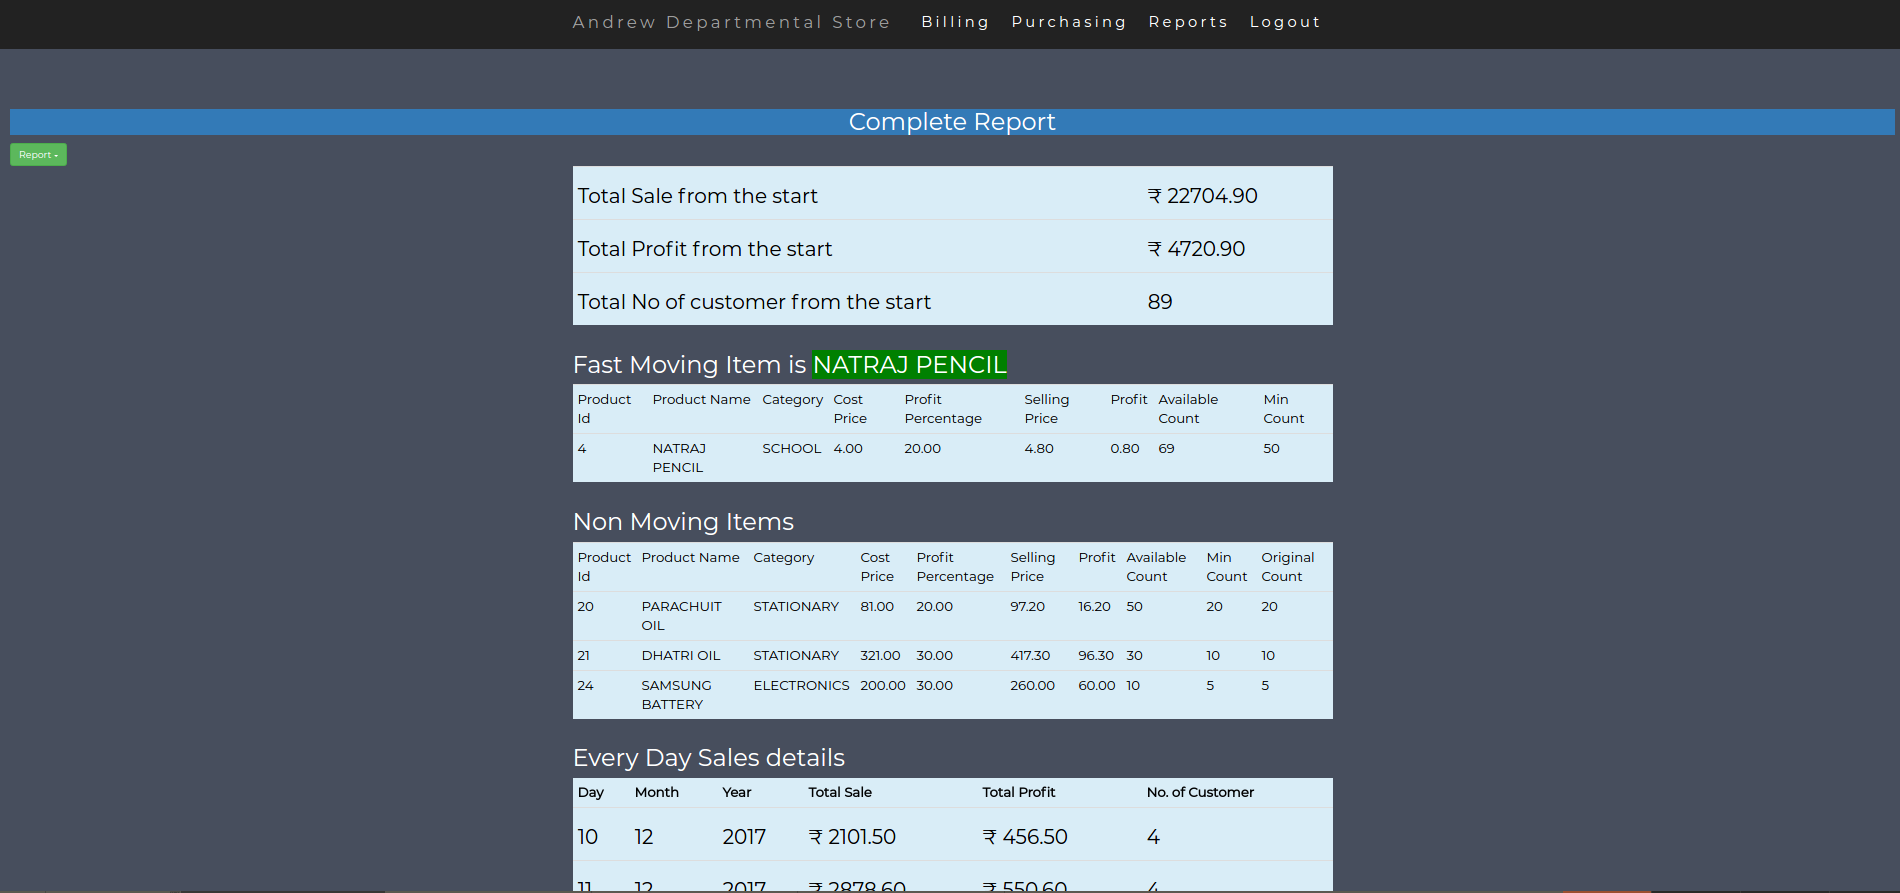 Andrew Departmental Store Billing Purchasing Reports Logout
Complete Report
Report
Total Sale from the start ₹ 22704.90
Total Profit from the start ₹ 4720.90
Total No of customer from the start 89
Fast Moving Item is NATRAJ PENCIL
Product Id Product Name Category Cost Price Profit Percentage Selling Price Profit Available Count Min Count
4 NATRAJ PENCIL SCHOOL 4.00 20.00 4.80 0.80 69 50
Non Moving Items
Product Id Product Name Category Cost Price Profit Percentage Selling Price Profit Available Count Min Count Original Count
20 PARACHUIT OIL STATIONARY 81.00 20.00 97.20 16.20 50 20 20
21 DHATRI OIL STATIONARY 321.00 30.00 417.30 96.30 30 10 10
24 SAMSUNG BATTERY ELECTRONICS 200.00 30.00 260.00 60.00 10 5 5
Every Day Sales details
Day Month Year Total Sale Total Profit No. of Customer
10 12 2017 ₹ 2101.50 ₹ 456.50 4
11 12 2017 ₹ 2878.60 ₹ 550.60 4